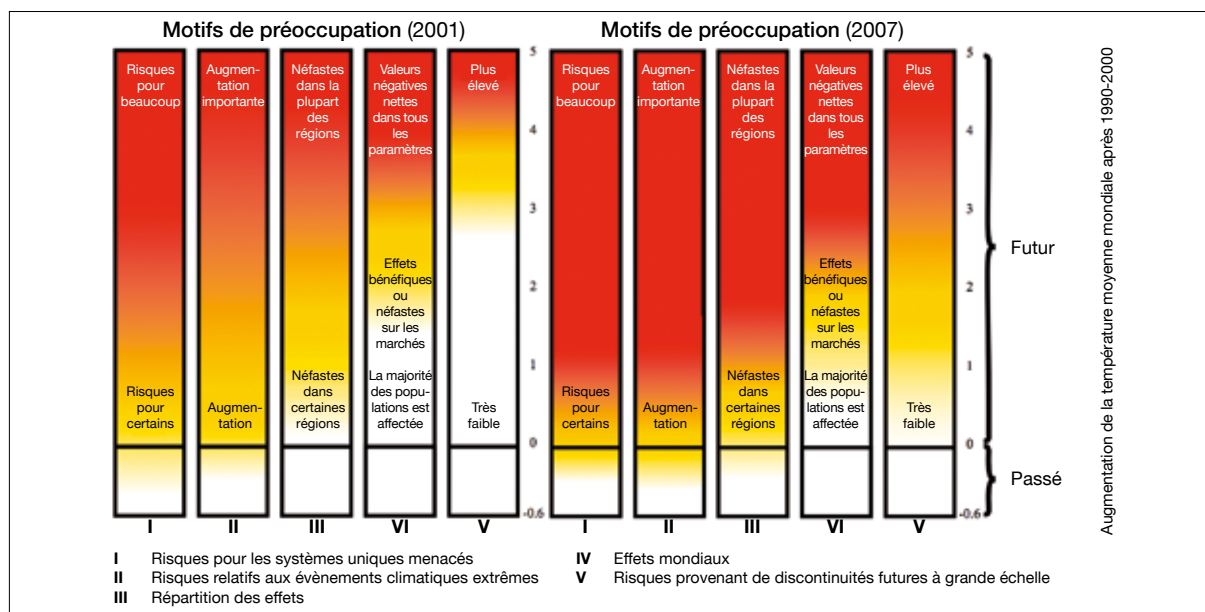 Motifs de préoccupation (2001)
Risques
pour
beaucoup
Risques
pour
certains
Augmen-
tation
importante
Augmen-
tation
Néfastes
dans la
plupart
des
régions
Néfastes
dans
certaines
régions
Valeurs
négatives
nettes
dans tous
les
paramètres
Effets
bénéfiques
ou
néfastes
sur les
marchés
La majorité
des popu-
lations est
affectée
Plus
élevé
Très
faible
5
4
3
2
1
0
-0.6
I
II
III
VI
V
Motifs de préoccupation (2007)
Risques
pour
beaucoup
Risques
pour
certains
Augmen-
tation
importante
Augmen-
tation
Néfastes
dans la
plupart
des
régions
Néfastes
dans
certaines
régions
Valeurs
négatives
nettes
dans tous
les
paramètres
Effets
bénéfiques
ou
néfastes
sur les
marchés
La majorité
des popu-
lations est
affectée
Plus
élevé
Très
faible
5
4
3
2
1
0
-0.6
I
II
III
VI
V
Futur
Passé
Augmentation de la température moyenne mondiale après 1990-2000
I Risques pour les systèmes uniques menacés
II Risques relatifs aux évènements climatiques extrêmes
III Répartition des effets
IV Effets mondiaux
V Risques provenant de discontinuités futures à grande échelle